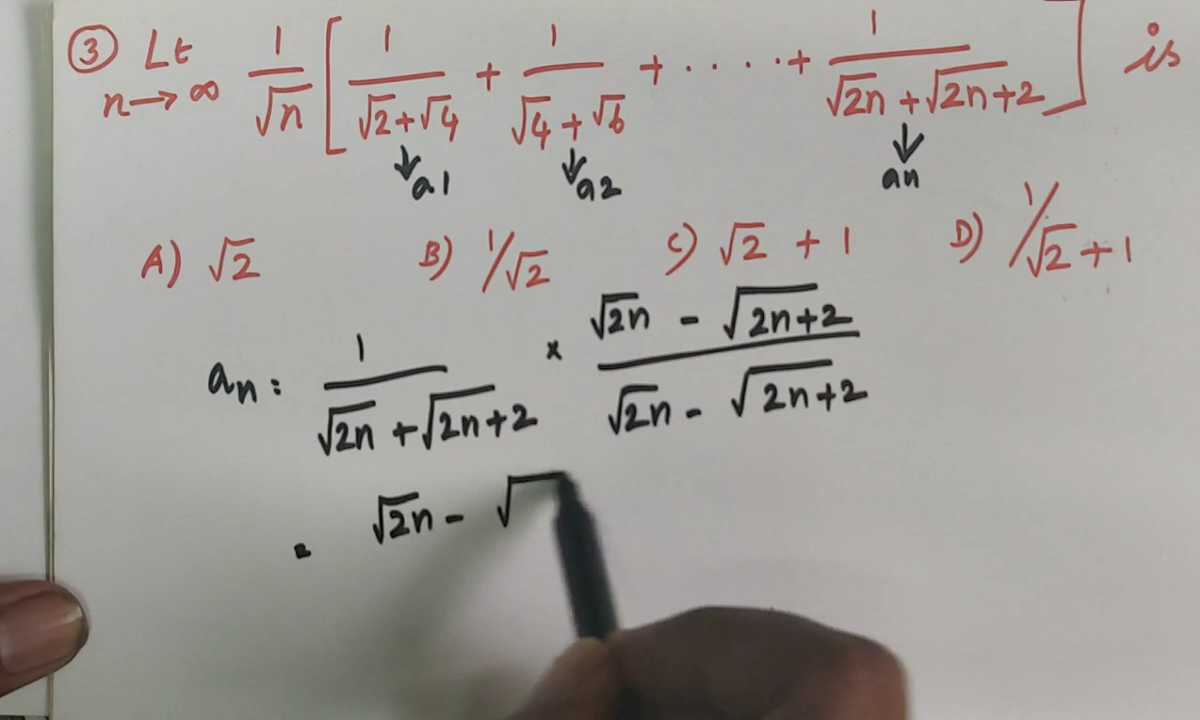 ③ Lt n→∞ 1/√n [ 1/(√2+√4) + 1/(√4+√6) + ....+ 1/(√2n+√2n+2) ] is
↓a1 ↓a2 ↓an
A) √2 B) 1/√2 C) √2 + 1 D) 1/√2+1
an = 1/(√2n+√2n+2) × (√2n - √2n+2)/(√2n - √2n+2)
= √2n - √